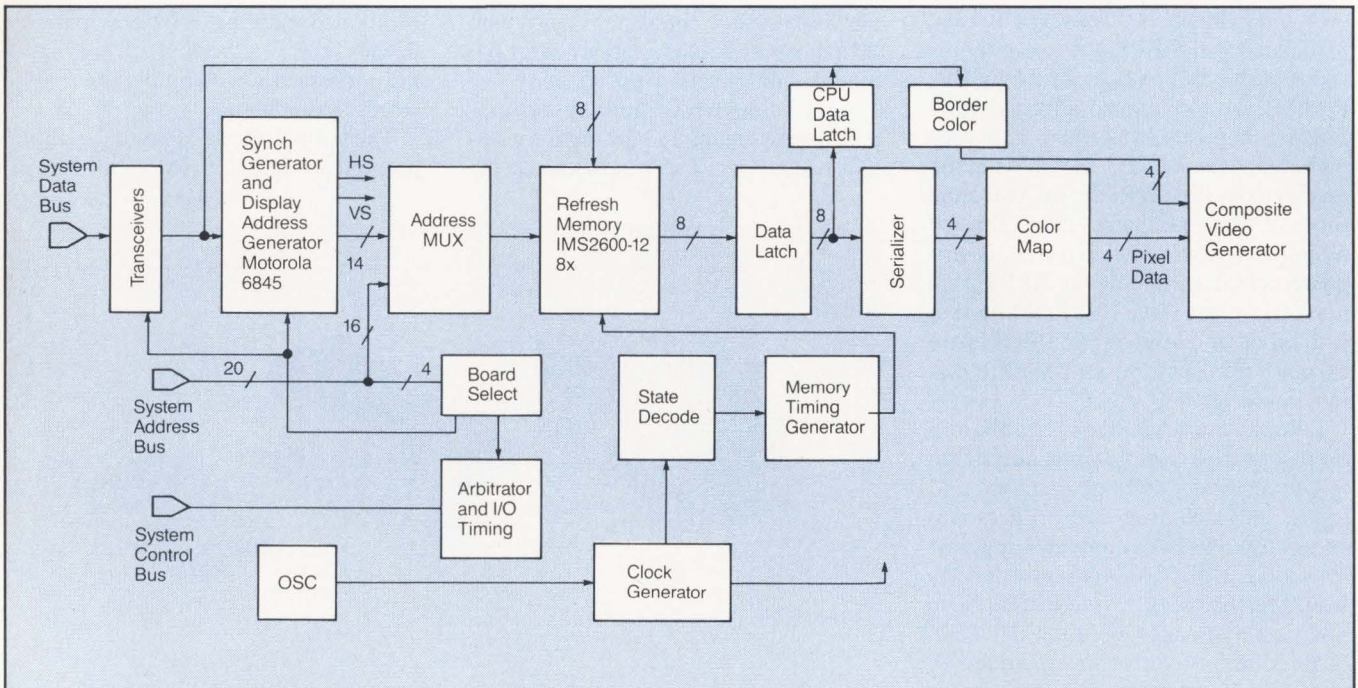 CPU
Data
Latch
Border
Color
8
System
Data
Bus
Transceivers
Synch
Generator
and
Display
Address
Generator
Motorola
6845
HS
VS
14
Address
MUX
Refresh
Memory
IMS2600-12
8x
8
Data
Latch
8
Serializer
4
Color
Map
4
4
Pixel
Data
Composite
Video
Generator
16
20
4
System
Address
Bus
Board
Select
State
Decode
Memory
Timing
Generator
System
Control
Bus
Arbitrator
and I/O
Timing
OSC
Clock
Generator